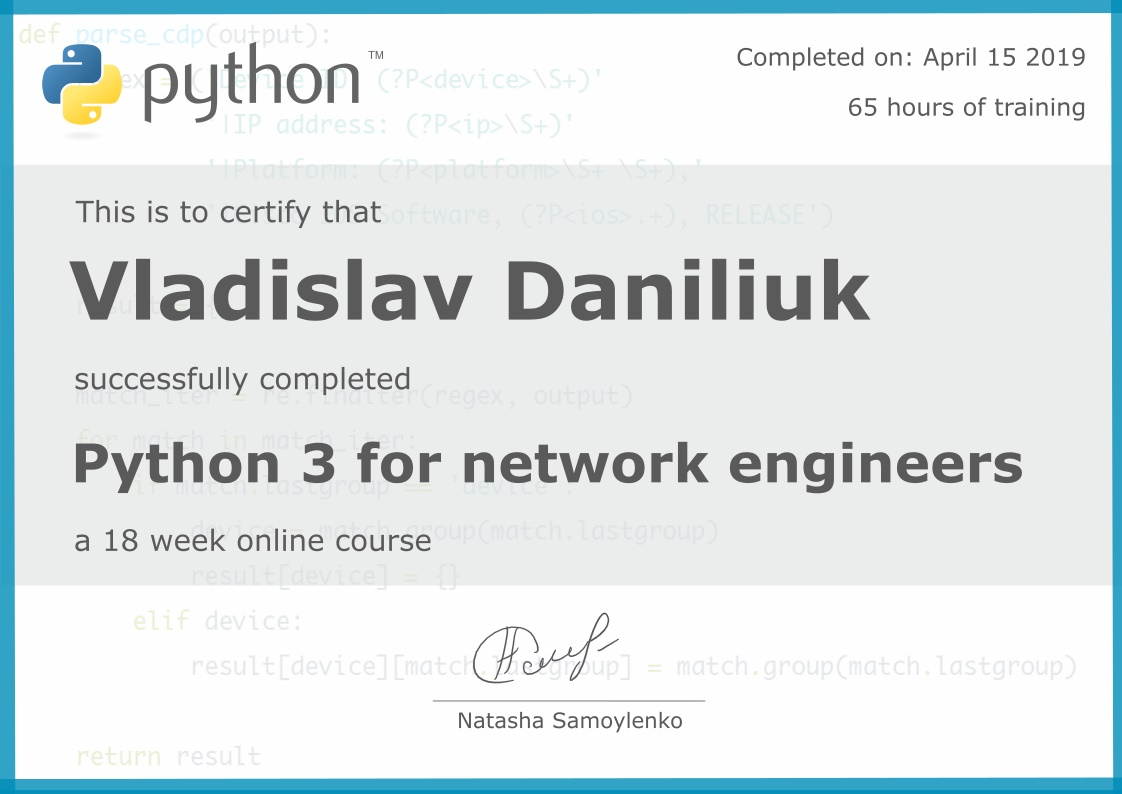 def parse_cdp(output):
python™
Completed on: April 15 2019
regex = ('Device ID: (?P<device>\S+)'
65 hours of training
'|IP address: (?P<ip>\S+)'
'|Platform: (?P<platform>\S+ \S+),'
This is to certify that
Software, (?P<ios>.+), RELEASE')
Vladislav Daniliuk
result = {}
successfully completed
match_iter = re.finditer(regex, output)
for match in match_iter:
Python 3 for network engineers
if match.lastgroup == 'device':
device = match.group(match.lastgroup)
a 18 week online course
result[device] = {}
elif device:
result[device][match.lastgroup] = match.group(match.lastgroup)
Natasha Samoylenko
return result